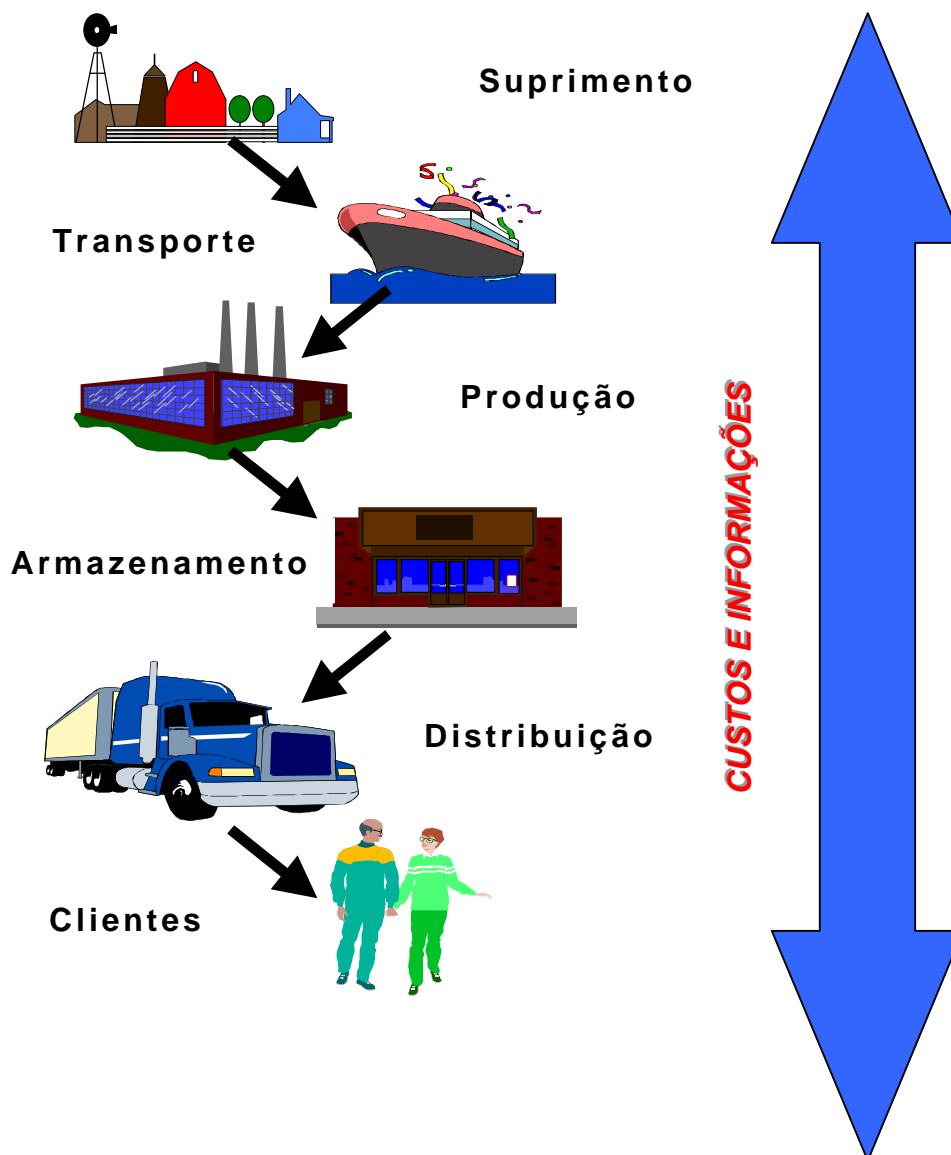 Suprimento
Transporte
Produção
Armazenamento
Distribuição
Clientes
CUSTOS E INFORMAÇÕES